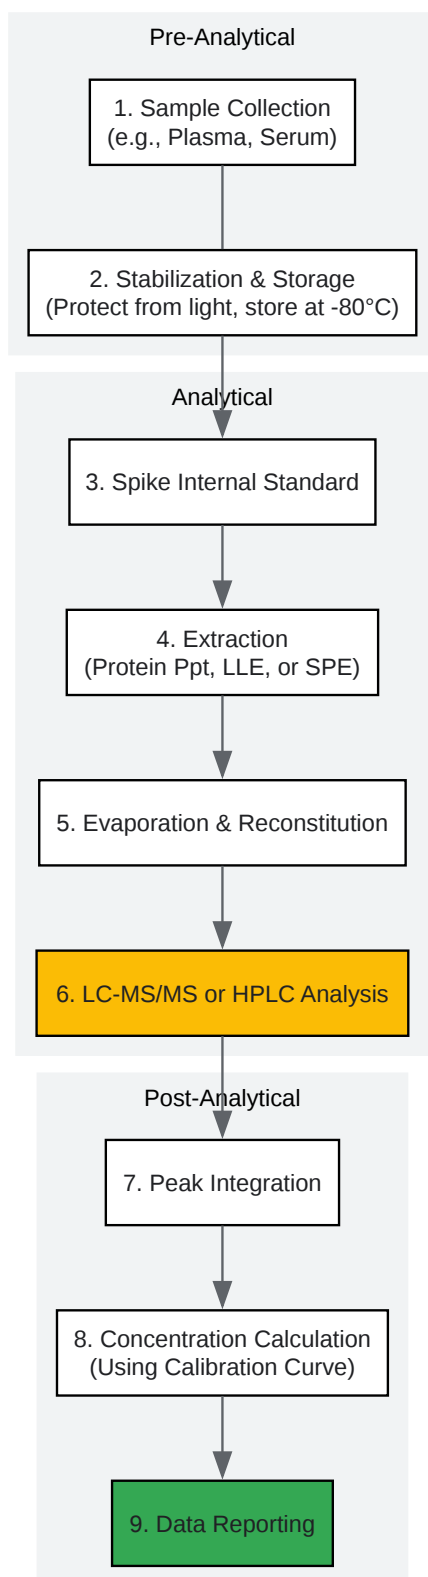 Pre-Analytical
1. Sample Collection
(e.g., Plasma, Serum)
2. Stabilization & Storage
(Protect from light, store at -80°C)
Analytical
3. Spike Internal Standard
4. Extraction
(Protein Ppt, LLE, or SPE)
5. Evaporation & Reconstitution
6. LC-MS/MS or HPLC Analysis
Post-Analytical
7. Peak Integration
8. Concentration Calculation
(Using Calibration Curve)
9. Data Reporting